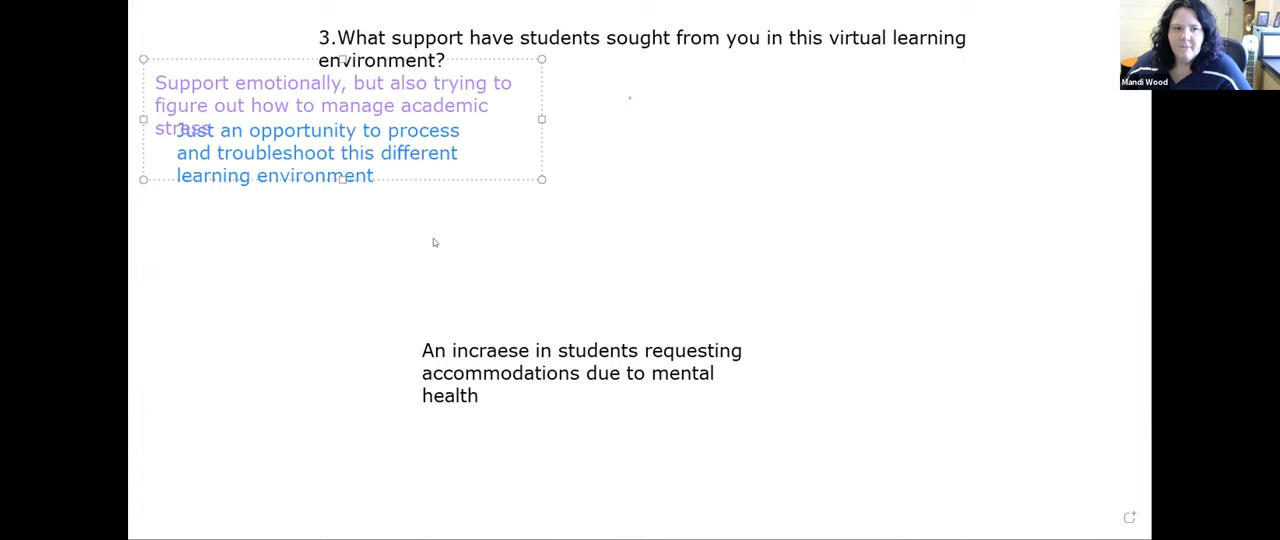 3.What support have students sought from you in this virtual learning
environment?
Support emotionally, but also trying to
figure out how to manage academic
stress
Just an opportunity to process
and troubleshoot this different
learning environment
An incraese in students requesting
accommodations due to mental
health
Mandi Wood